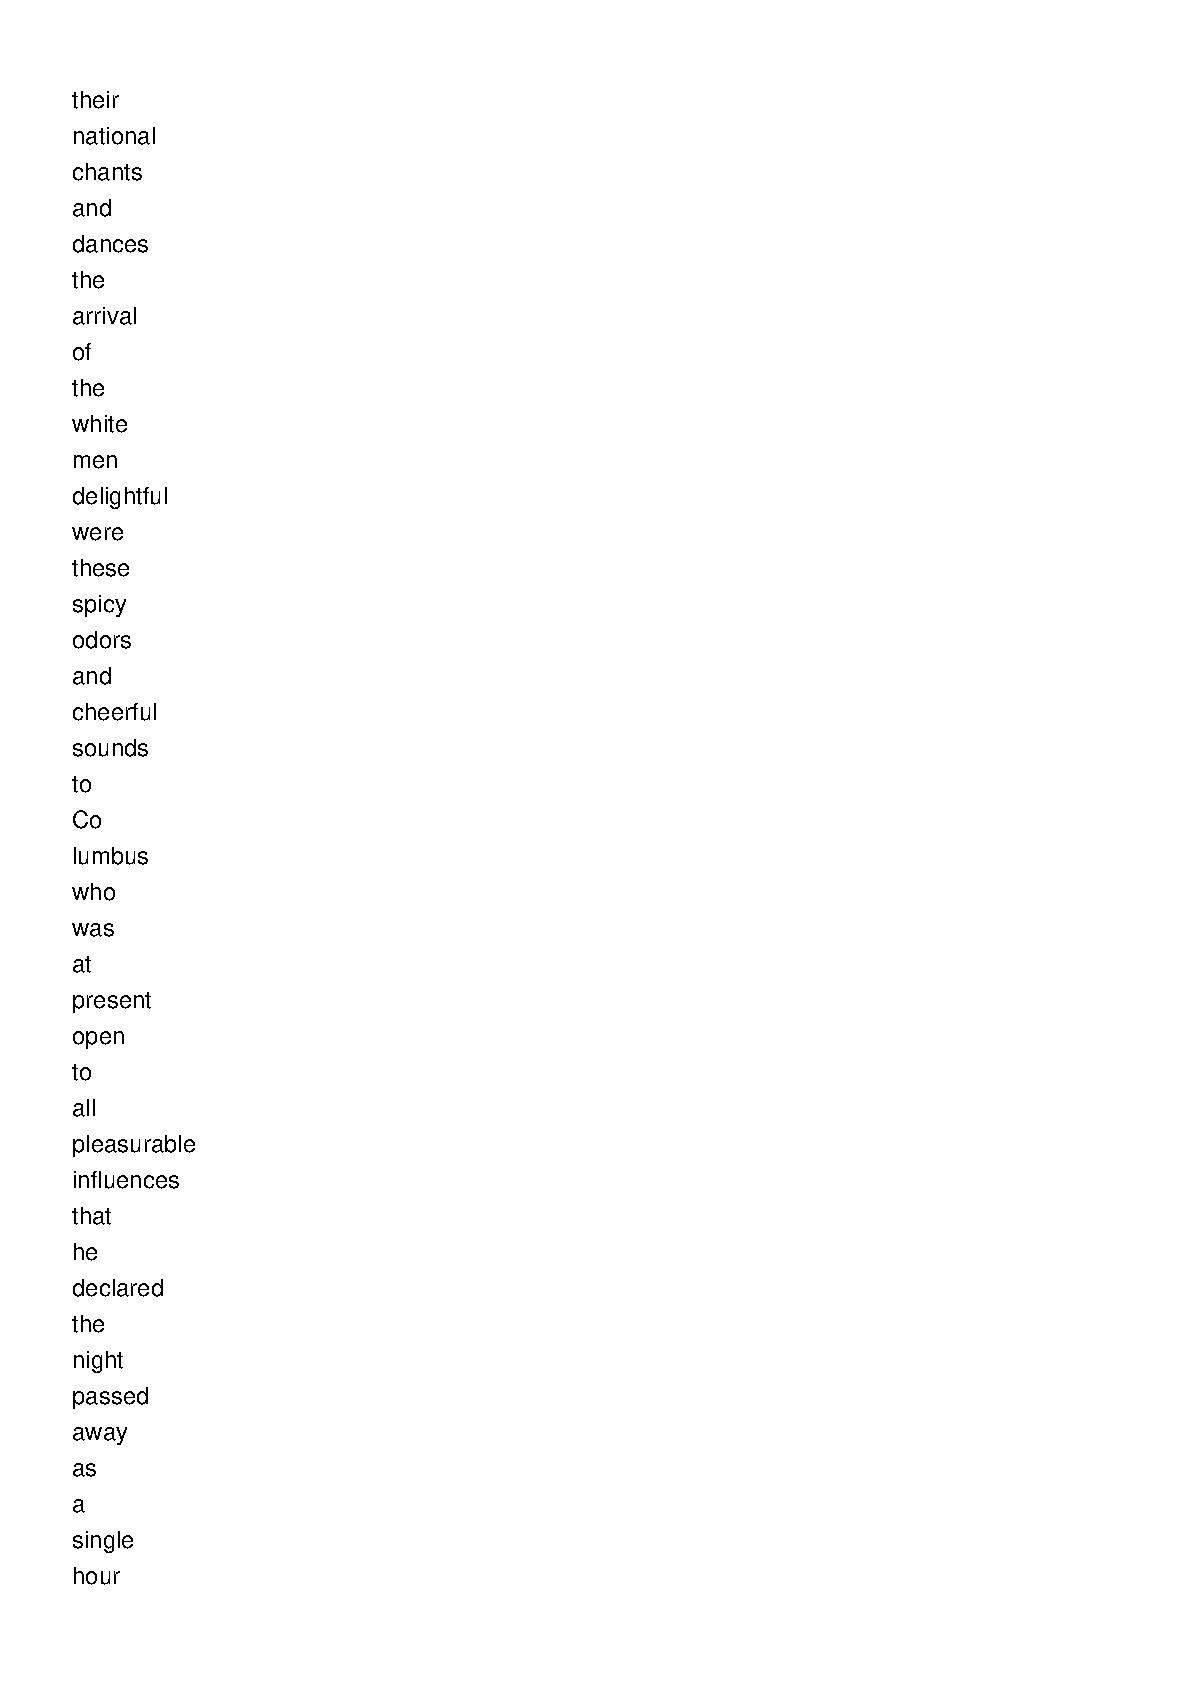 their
national
chants
and
dances
the
arrival
of
the
white
men
delightful
were
these
spicy
odors
and
cheerful
sounds
to
Co
lumbus
who
was
at
present
open
to
all
pleasurable
influences
that
he
declared
the
night
passed
away
as
a
single
hour